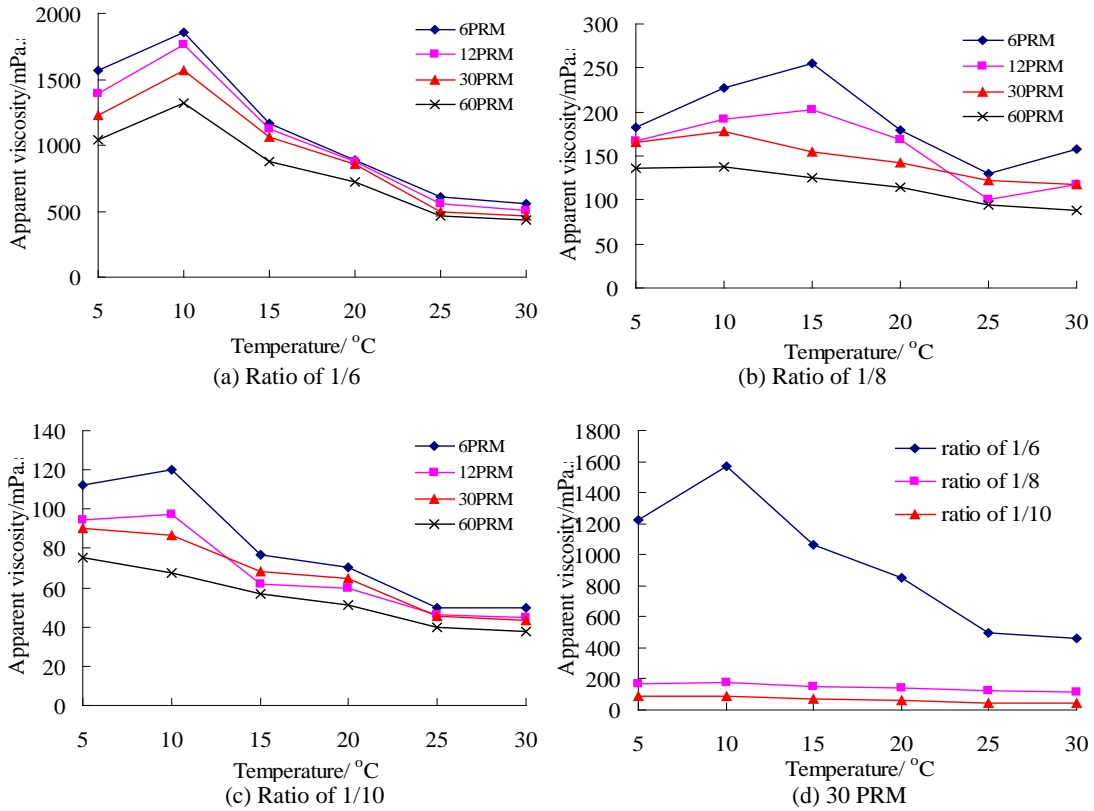 Apparent viscosity/mPa.s
2000
1500
1000
500
0
5 10 15 20 25 30
Temperature/ °C
6PRM
12PRM
30PRM
60PRM
(a) Ratio of 1/6
Apparent viscosity/mPa.s
300
250
200
150
100
50
0
5 10 15 20 25 30
Temperature/ °C
6PRM
12PRM
30PRM
60PRM
(b) Ratio of 1/8
Apparent viscosity/mPa.s
140
120
100
80
60
40
20
0
5 10 15 20 25 30
Temperature/ °C
6PRM
12PRM
30PRM
60PRM
(c) Ratio of 1/10
Apparent viscosity/mPa.s
1800
1600
1400
1200
1000
800
600
400
200
0
5 10 15 20 25 30
Temperature/ °C
ratio of 1/6
ratio of 1/8
ratio of 1/10
(d) 30 PRM